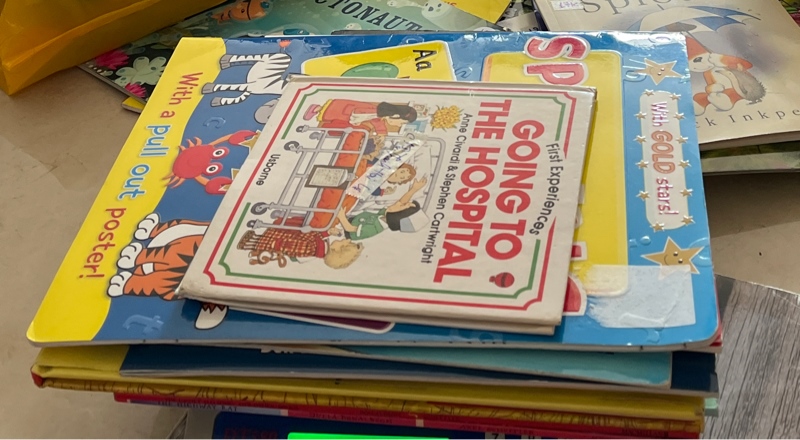 First Experiences
GOING TO
THE HOSPITAL
Anne Civardi & Stephen Cartwright
Usborne
With a pull out poster!
Aa
Sp
With GOLD stars!